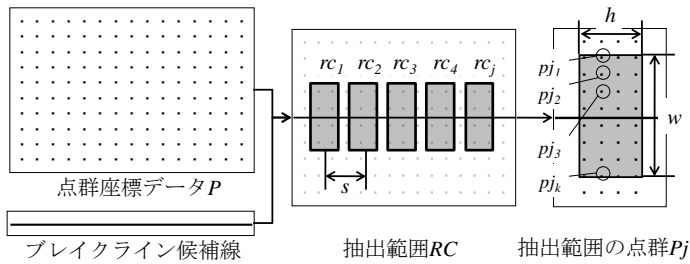 点群座標データP
ブレイクライン候補線
rc1 rc2 rc3 rc4 rcj
s
抽出範囲RC
h
pj1
pj2
pj3
pjk
w
抽出範囲の点群Pj